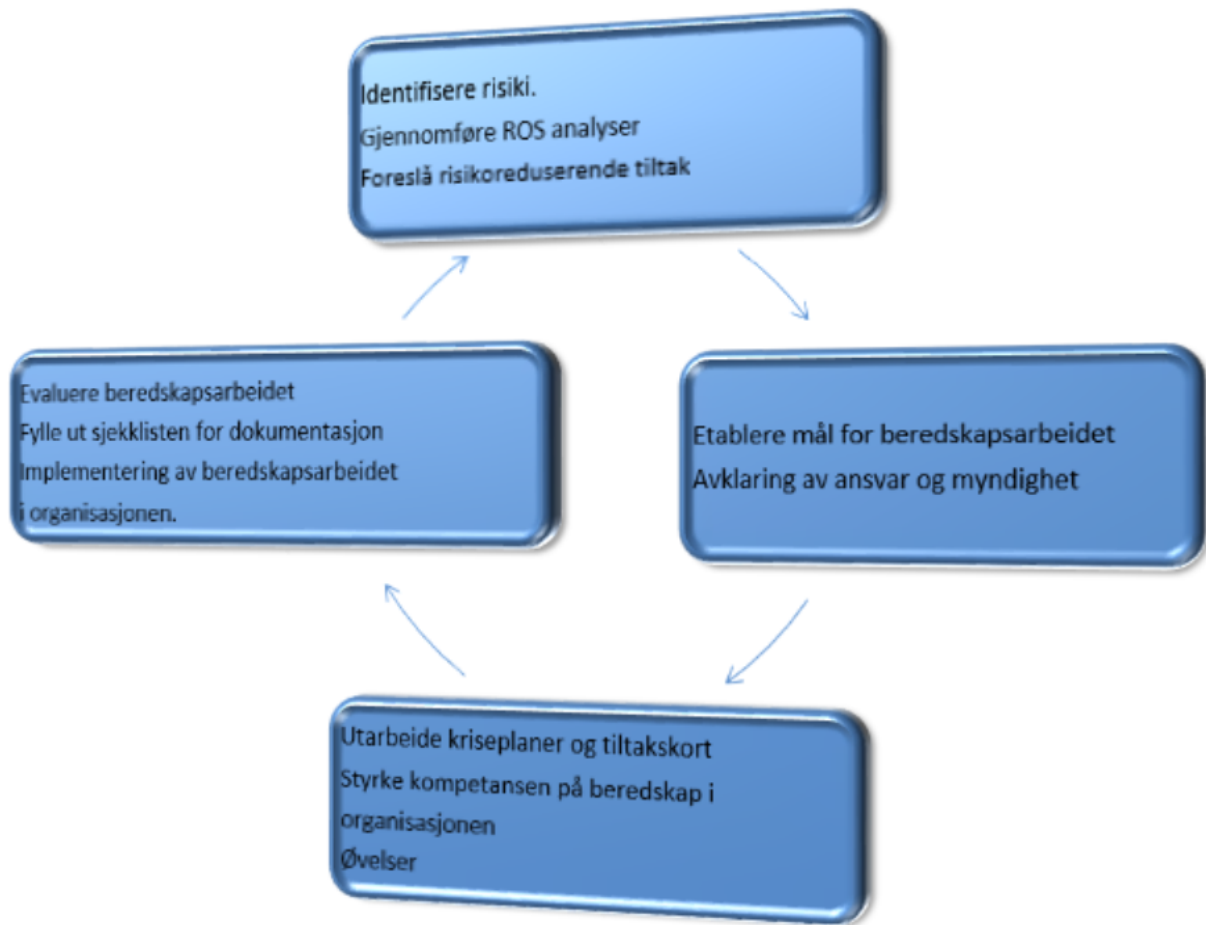 Identifisere risiki.
Gjennomføre ROS analyser
Foreslå risikoreduserende tiltak
Etablere mål for beredskapsarbeidet
Avklaring av ansvar og myndighet
Utarbeide kriseplaner og tiltakskort
Styrke kompetansen på beredskap i
organisasjonen
Øvelser
Evaluere beredskapsarbeidet
Fylle ut sjekklisten for dokumentasjon
Implementering av beredskapsarbeidet
i organisasjonen.